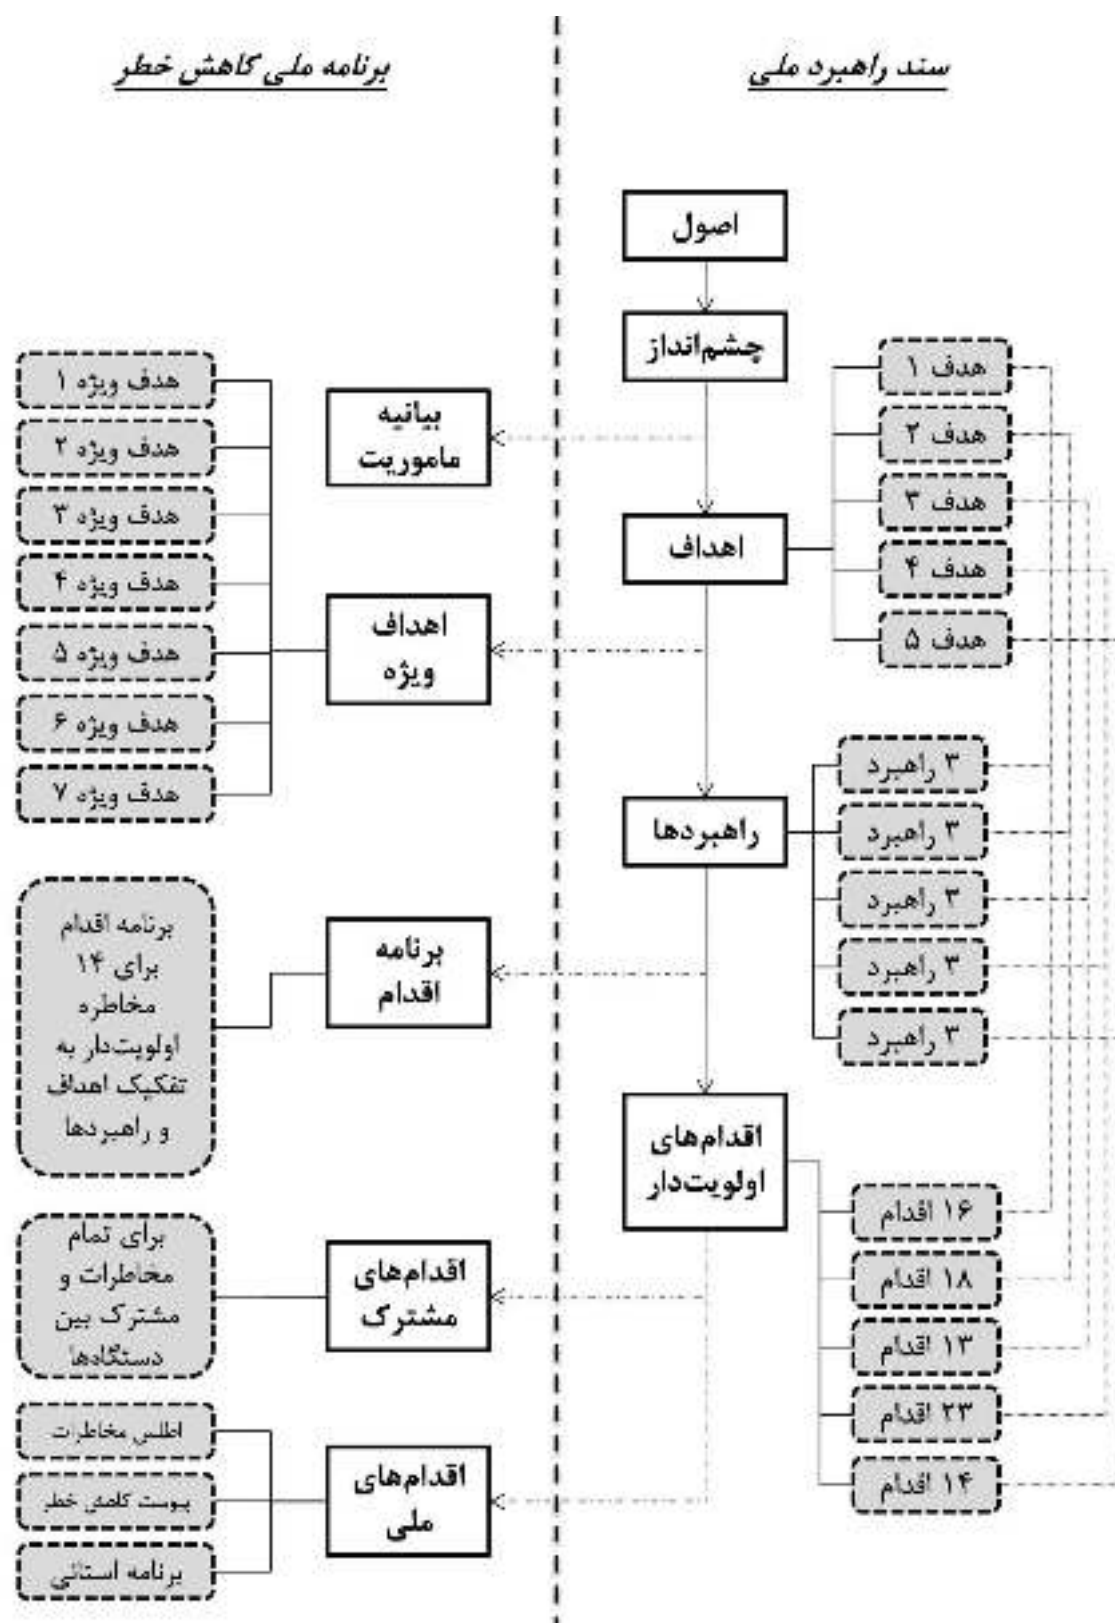 سند راهبرد ملی
اصول
چشم‌انداز
اهداف
هدف ۱
هدف ۲
هدف ۳
هدف ۴
هدف ۵
راهبردها
۳ راهبرد
۳ راهبرد
۳ راهبرد
۳ راهبرد
۳ راهبرد
اقدام‌های
اولویت‌دار
۱۶ اقدام
۱۸ اقدام
۱۳ اقدام
۲۳ اقدام
۱۴ اقدام
برنامه ملی کاهش خطر
بیانیه
ماموریت
اهداف
ویژه
هدف ویژه ۱
هدف ویژه ۲
هدف ویژه ۳
هدف ویژه ۴
هدف ویژه ۵
هدف ویژه ۶
هدف ویژه ۷
برنامه
اقدام
برنامه اقدام
برای ۱۴
مخاطره
اولویت‌دار به
تفکیک اهداف
و راهبردها
اقدام‌های
مشترک
برای تمام
مخاطرات و
مشترک بین
دستگاه‌ها
اقدام‌های
ملی
اطلس مخاطرات
پیوست کاهش خطر
برنامه استانی